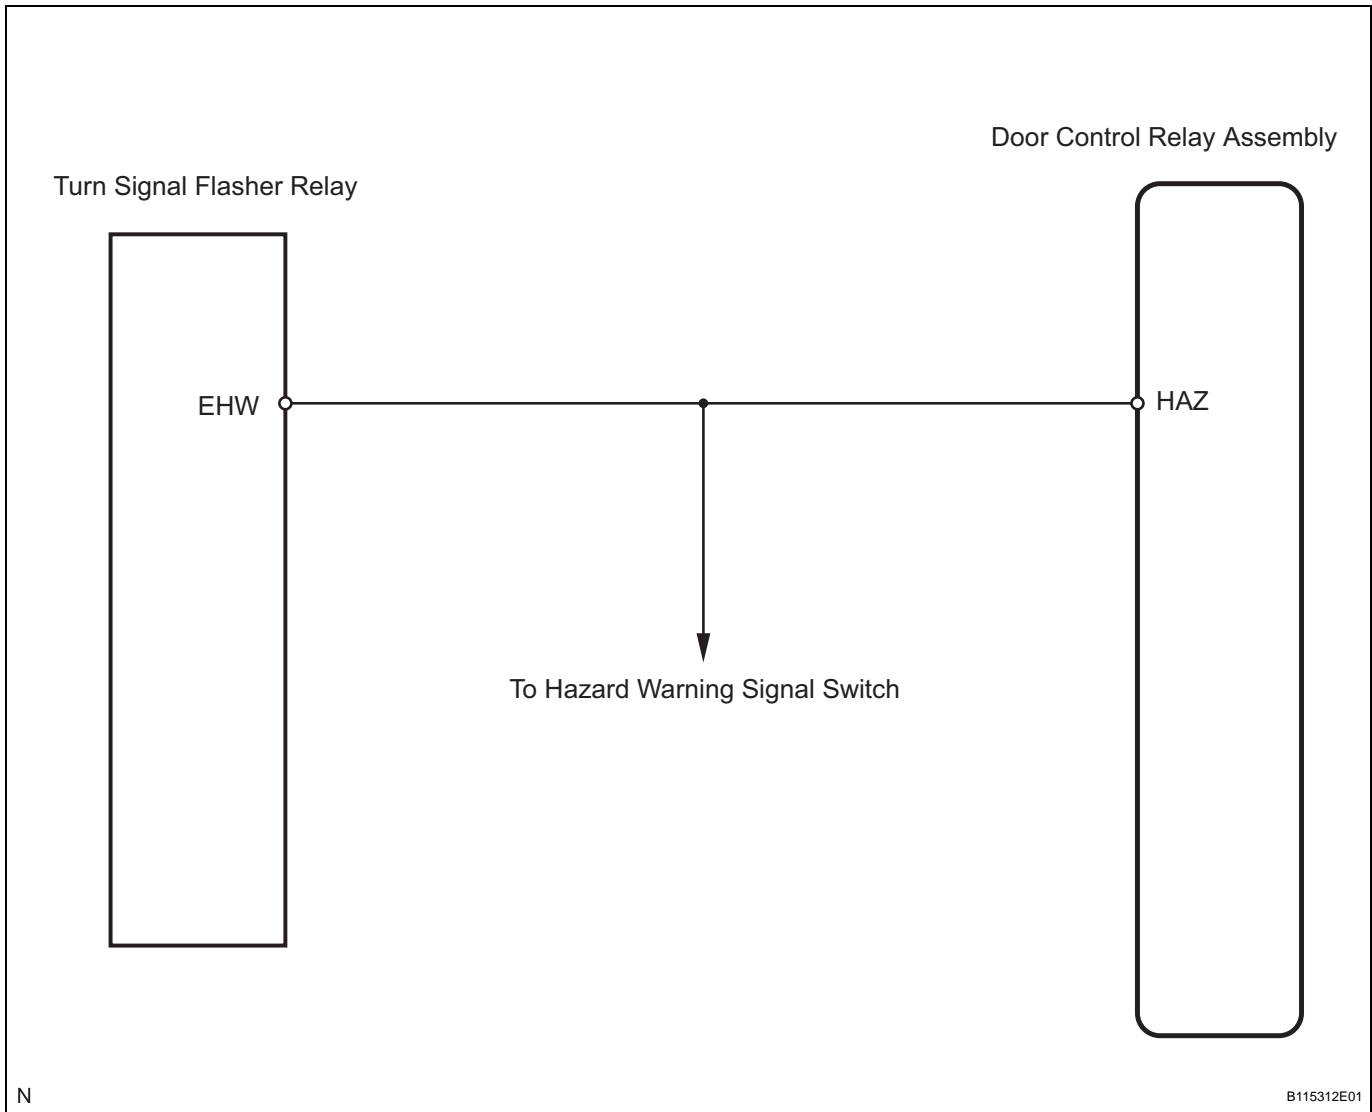 Door Control Relay Assembly
Turn Signal Flasher Relay
EHW
HAZ
To Hazard Warning Signal Switch
N
B115312E01